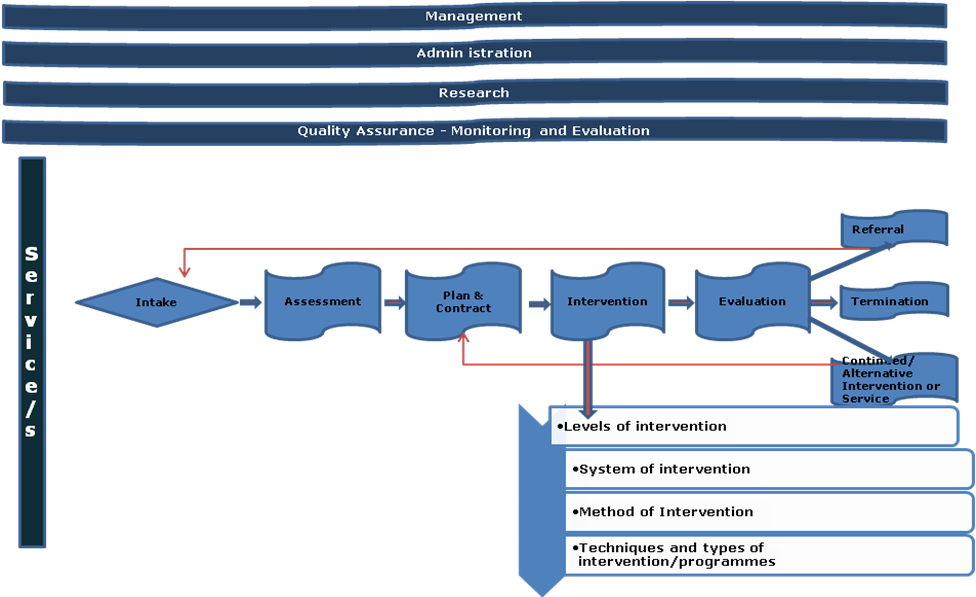 Management
Admin istration
Research
Quality Assurance - Monitoring and Evaluation
Service/s
Referral
Intake
Assessment
Plan &
Contract
Intervention
Evaluation
Termination
Continued/
Alternative
Intervention or
Service
•Levels of intervention
•System of intervention
•Method of Intervention
•Techniques and types of
intervention/programmes